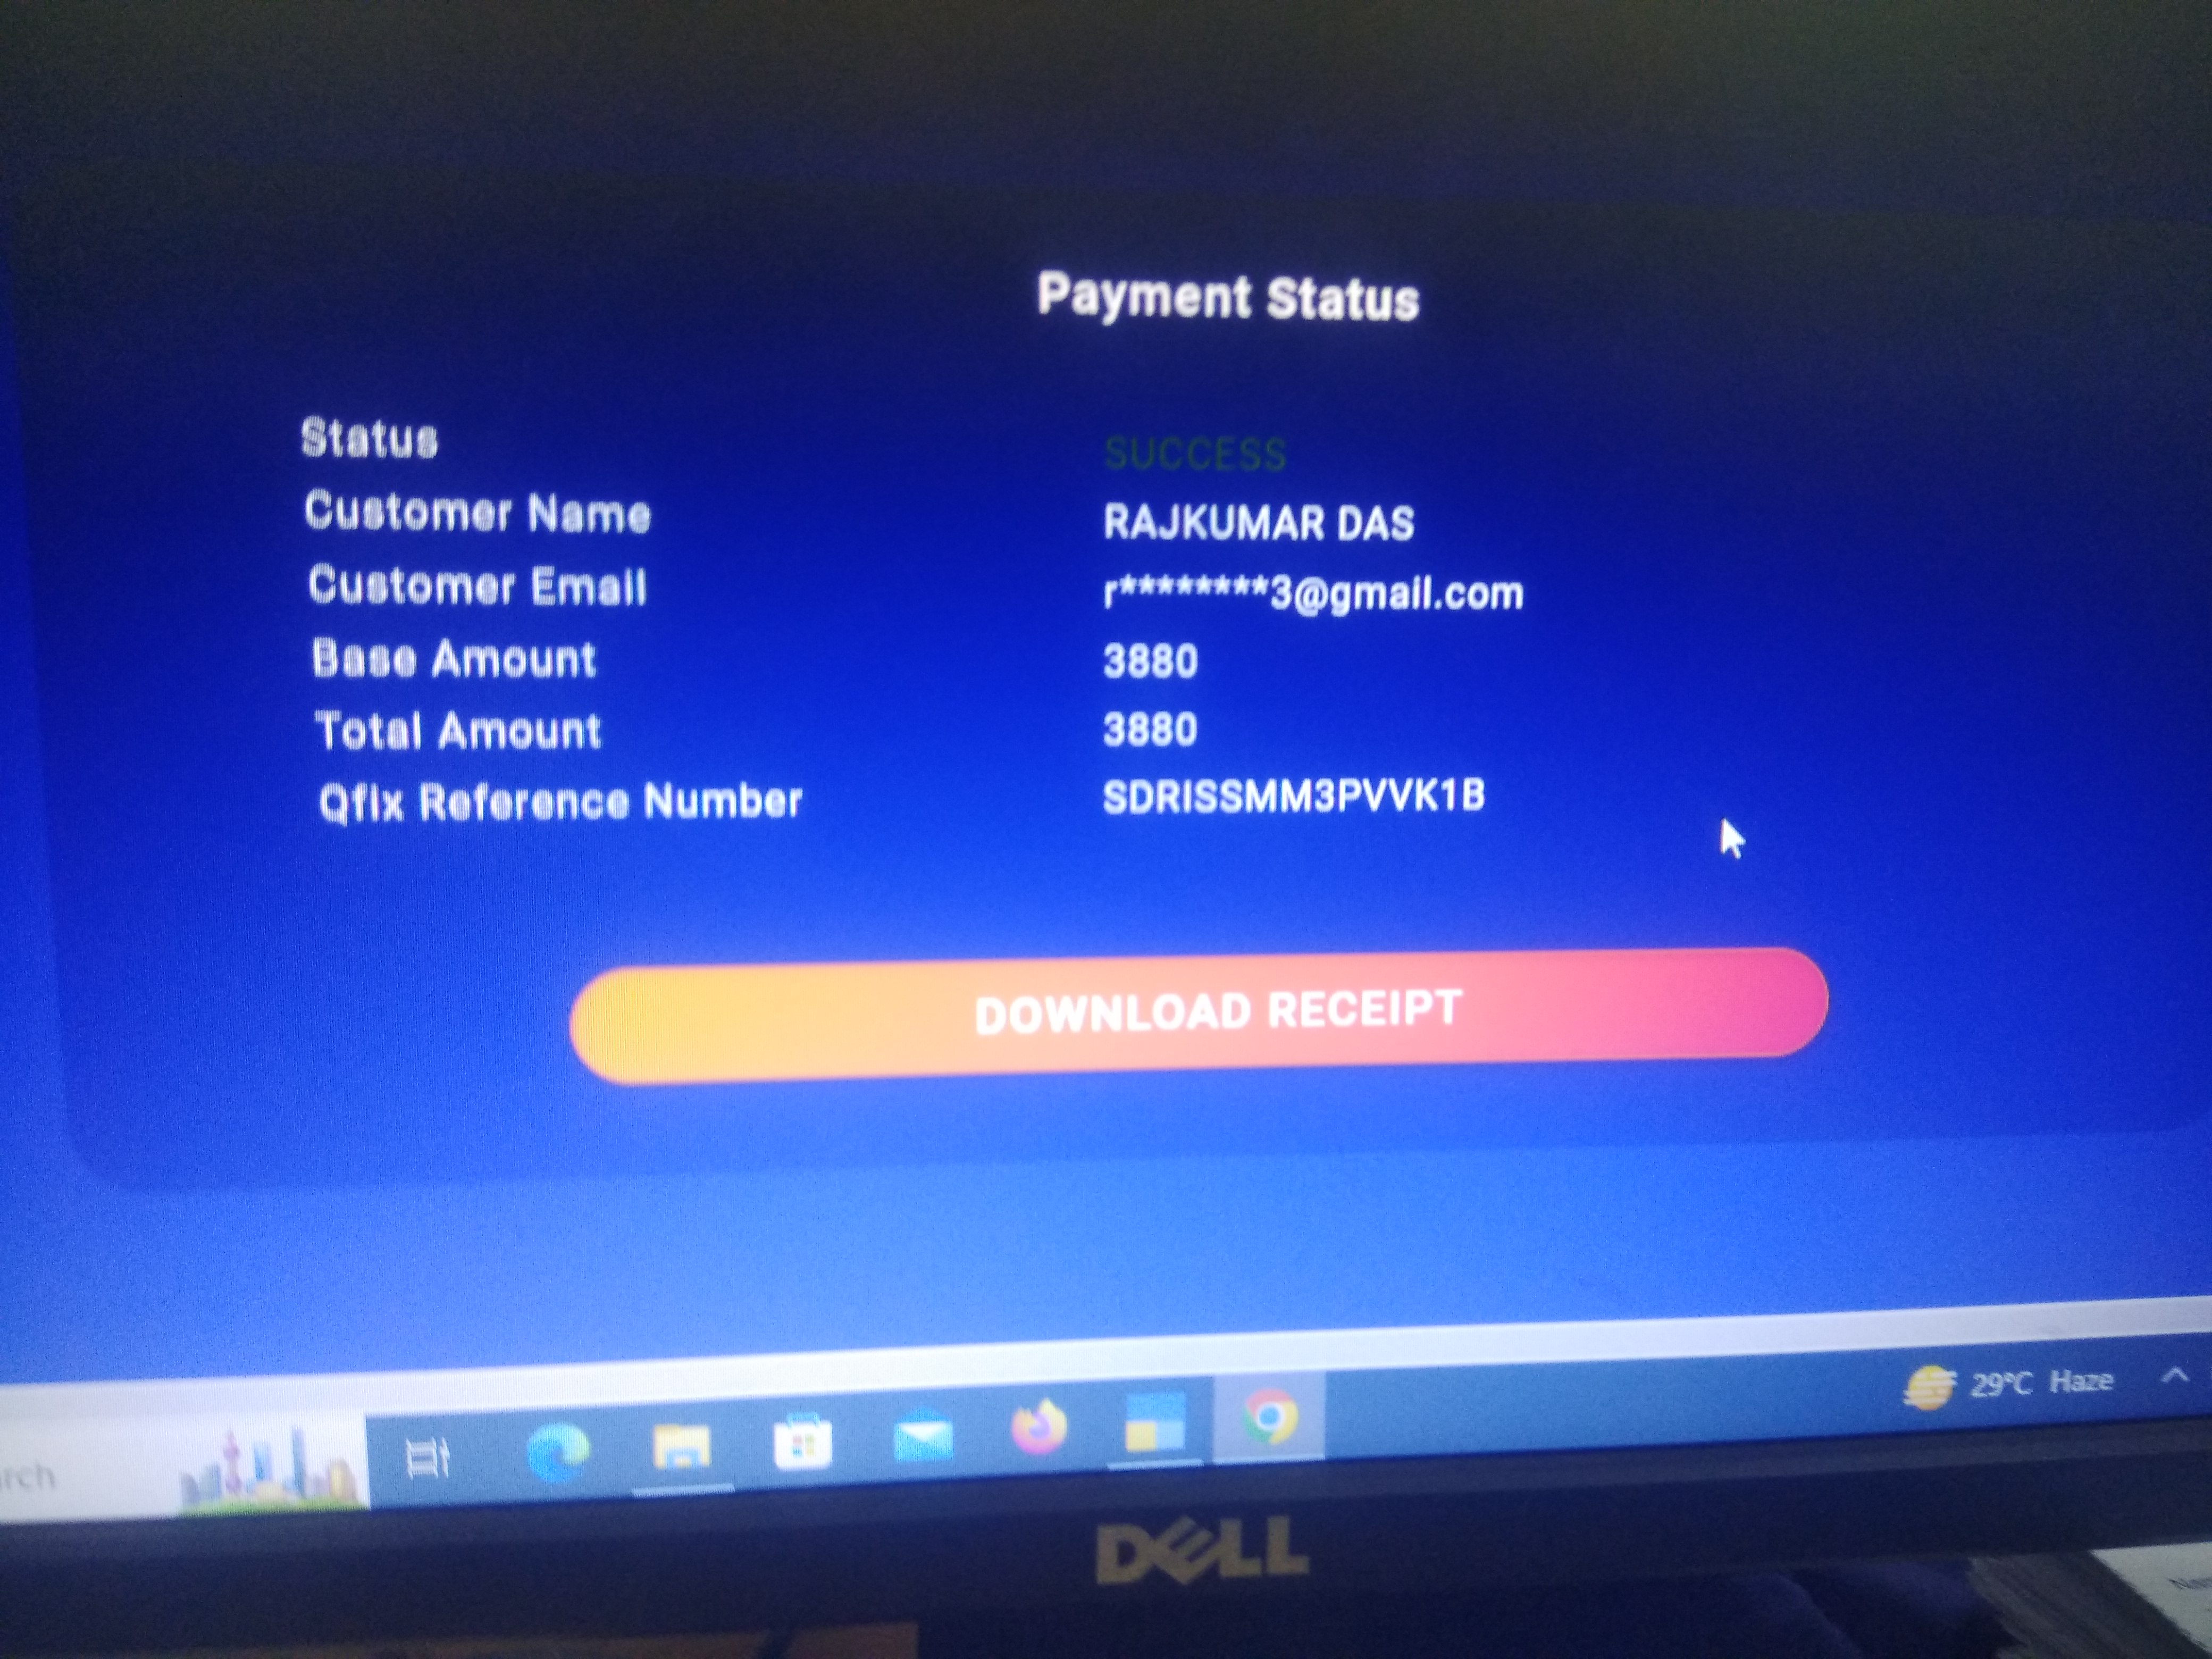 Payment Status
Status SUCCESS
Customer Name RAJKUMAR DAS
Customer Email r********3@gmail.com
Base Amount 3880
Total Amount 3880
Qfix Reference Number SDRISSMM3PVVK1B
DOWNLOAD RECEIPT
29°C Haze
DELL